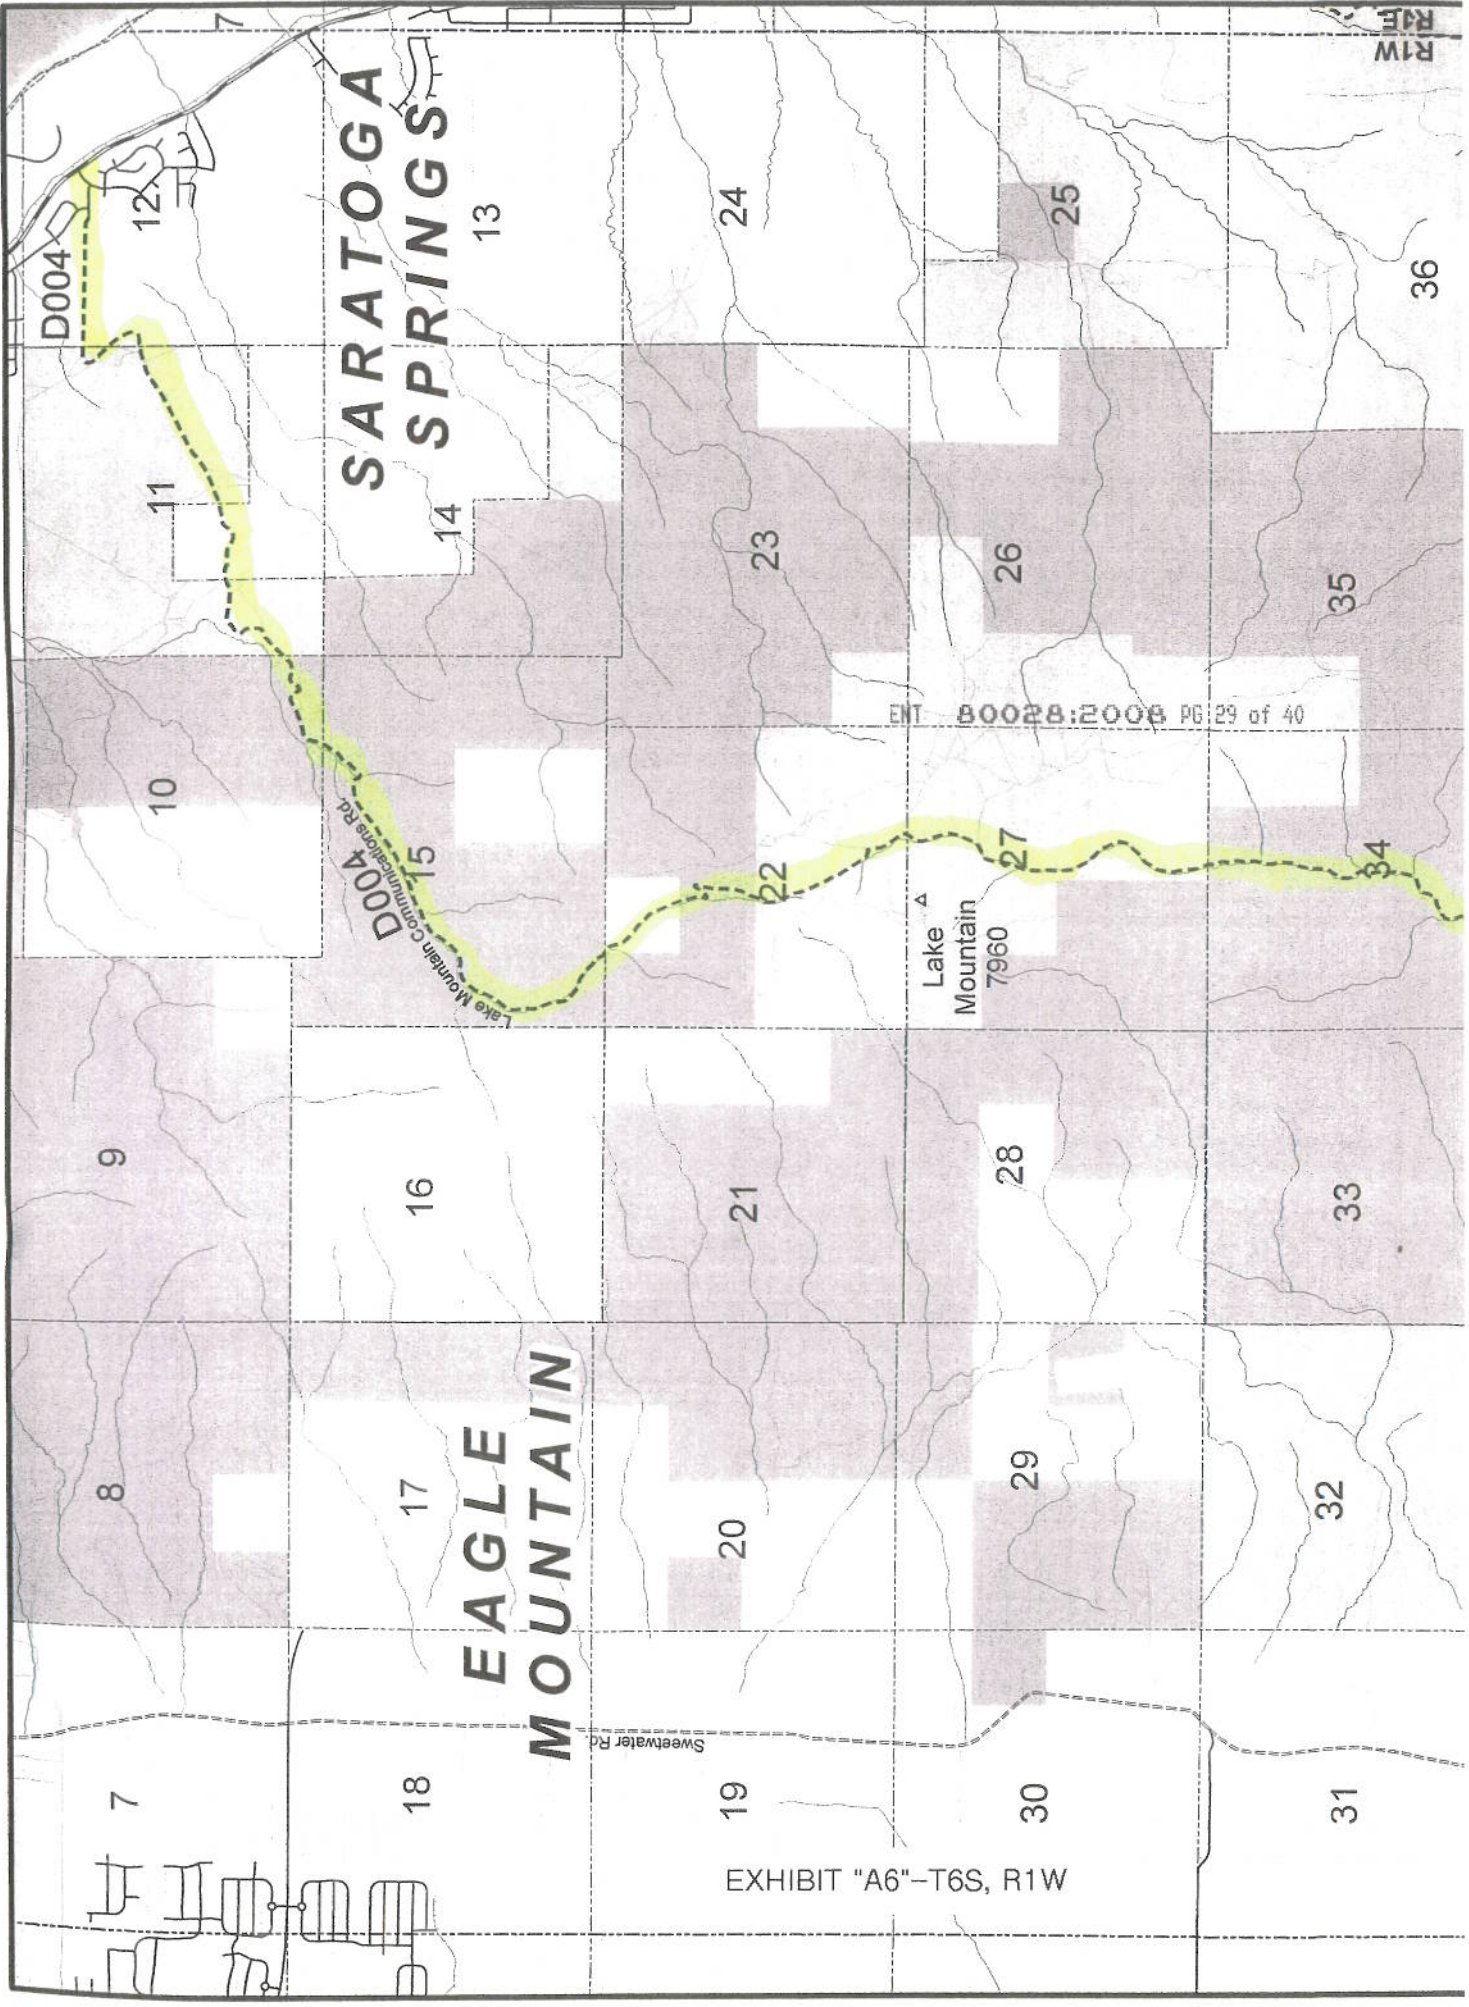 7
R1E
R1W
D004
12
SARATOGA
SPRINGS
13
24
25
36
11
14
23
26
35
ENT 80028:2008 PG 29 of 40
10
D004
Lake Mountain Communications Rd.
15
22
27
34
Lake
Mountain
7960
9
16
21
28
33
8
17
EAGLE
MOUNTAIN
20
29
32
Sweetwater Rd.
7
18
19
30
31
EXHIBIT "A6"-T6S, R1W